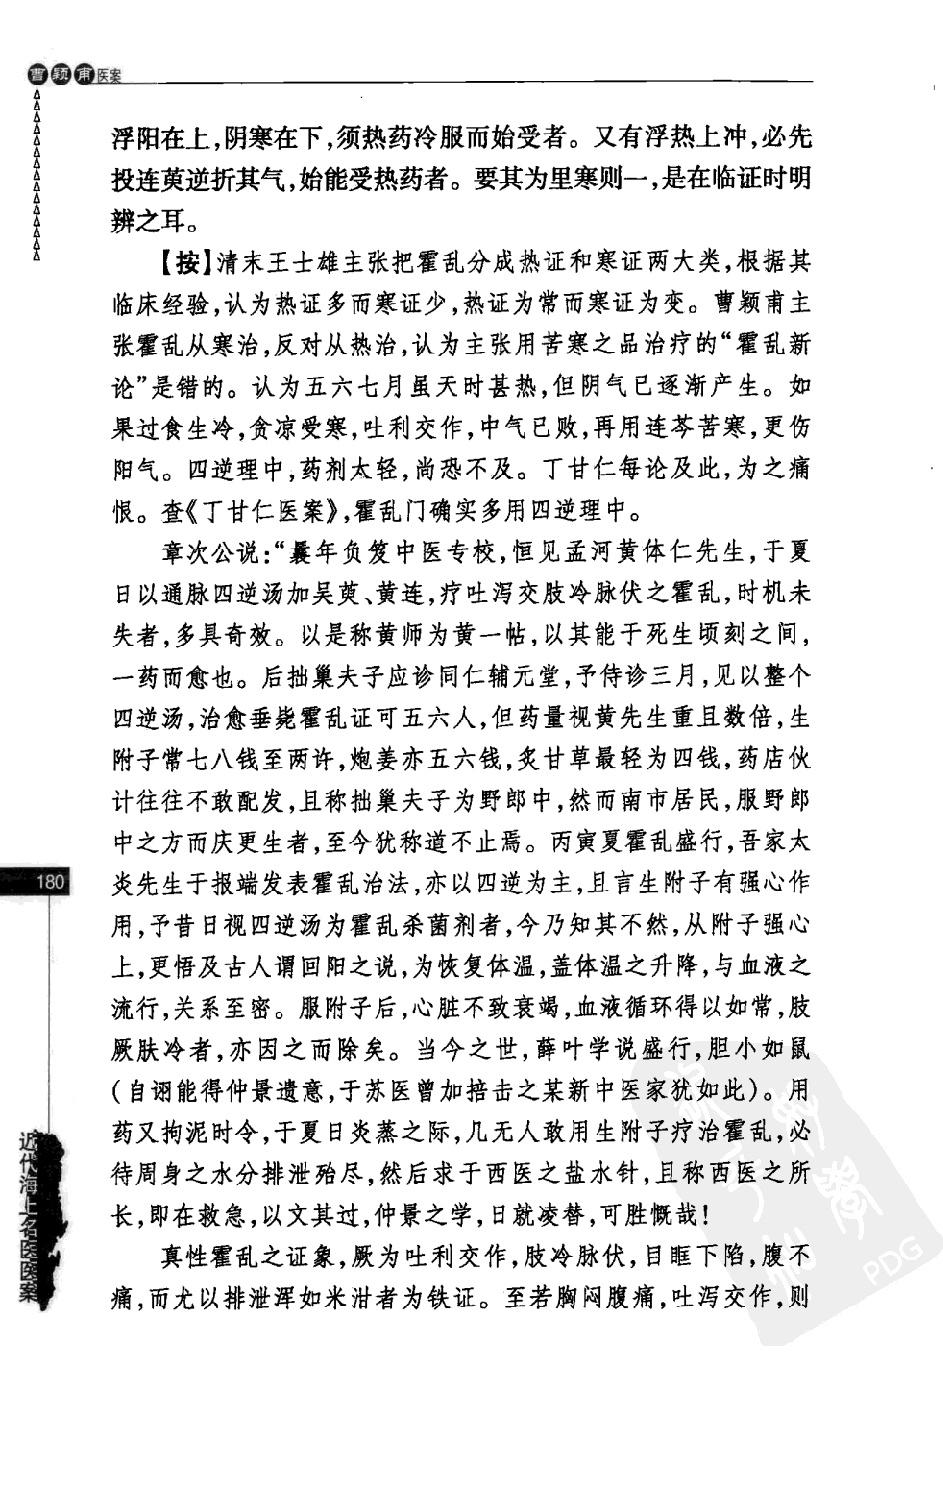 曹颖甫医案
浮阳在上,阴寒在下,须热药冷服而始受者。又有浮热上冲,必先
投连萸逆折其气,始能受热药者。要其为里寒则一,是在临证时明
辨之耳。
【按】清末王士雄主张把霍乱分成热证和寒证两大类,根据其
临床经验,认为热证多而寒证少,热证为常而寒证为变。曹颖甫主
张霍乱从寒治,反对从热治,认为主张用苦寒之品治疗的“霍乱新
论”是错的。认为五六七月虽天时甚热,但阴气已逐渐产生。如
果过食生冷,贪凉受寒,吐利交作,中气已败,再用连芩苦寒,更伤
阳气。四逆理中,药剂太轻,尚恐不及。丁甘仁每论及此,为之痛
恨。查《丁甘仁医案》,霍乱门确实多用四逆理中。
章次公说:“曩年负笈中医专校,恒见孟河黄体仁先生,于夏
日以通脉四逆汤加吴萸、黄连,疗吐泻交肢冷脉伏之霍乱,时机未
失者,多具奇效。以是称黄师为黄一帖,以其能于死生顷刻之间,
一药而愈也。后拙巢夫子应诊同仁辅元堂,予侍诊三月,见以整个
四逆汤,治愈垂毙霍乱证可五六人,但药量视黄先生重且数倍,生
附子常七八钱至两许,炮姜亦五六钱,炙甘草最轻为四钱,药店伙
计往往不敢配发,且称拙巢夫子为野郎中,然而南市居民,服野郎
中之方而庆更生者,至今犹称道不止焉。丙寅夏霍乱盛行,吾家太
炎先生于报端发表霍乱治法,亦以四逆为主,且言生附子有强心作
用,予昔日视四逆汤为霍乱杀菌剂者,今乃知其不然,从附子强心
上,更悟及古人谓回阳之说,为恢复体温,盖体温之升降,与血液之
流行,关系至密。服附子后,心脏不致衰竭,血液循环得以如常,肢
厥肤冷者,亦因之而除矣。当今之世,薛叶学说盛行,胆小如鼠
(自诩能得仲景遗意,于苏医曾加掊击之某新中医家犹如此)。用
药又拘泥时令,于夏日炎蒸之际,几无人敢用生附子疗治霍乱,必
待周身之水分排泄殆尽,然后求于西医之盐水针,且称西医之所
长,即在救急,以文其过,仲景之学,日就凌替,可胜慨哉!
真性霍乱之证象,厥为吐利交作,肢冷脉伏,目眶下陷,腹不
痛,而尤以排泄浑如米泔者为铁证。至若胸闷腹痛,吐泻交作,则
180
近代海上名医医案
PDG